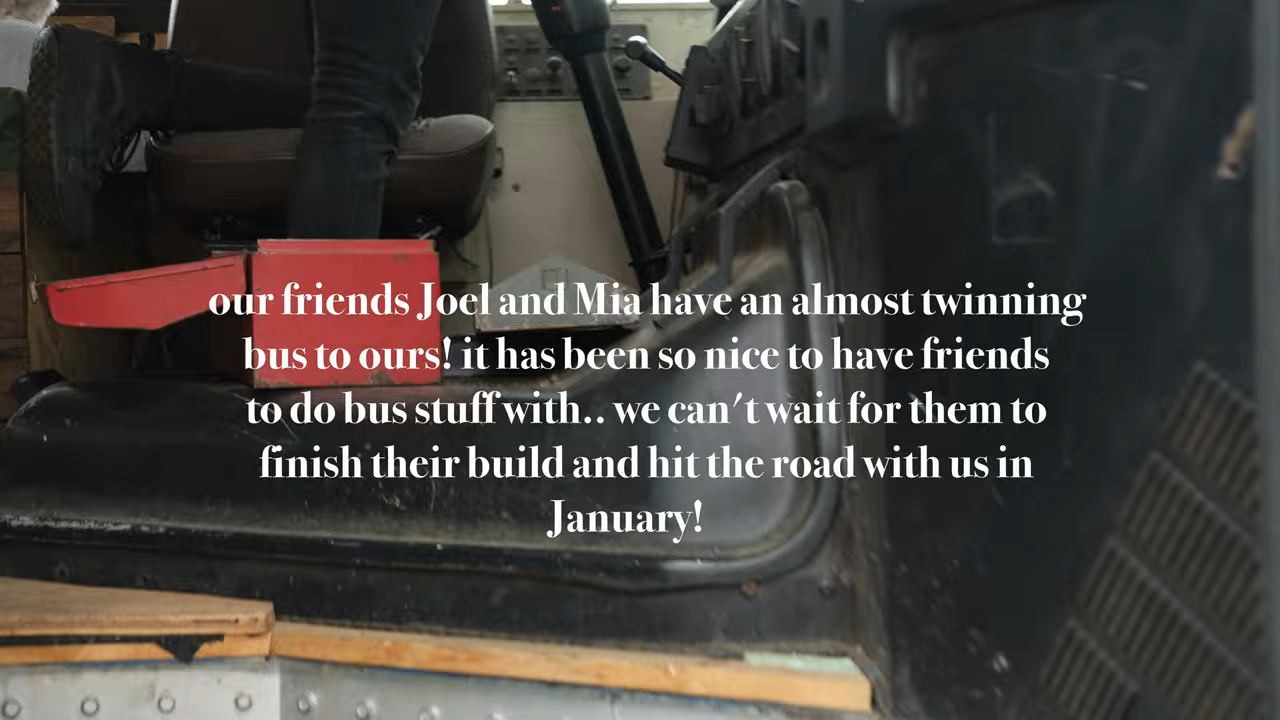 our friends Joel and Mia have an almost twinning
bus to ours! it has been so nice to have friends
to do bus stuff with.. we can't wait for them to
finish their build and hit the road with us in
January!